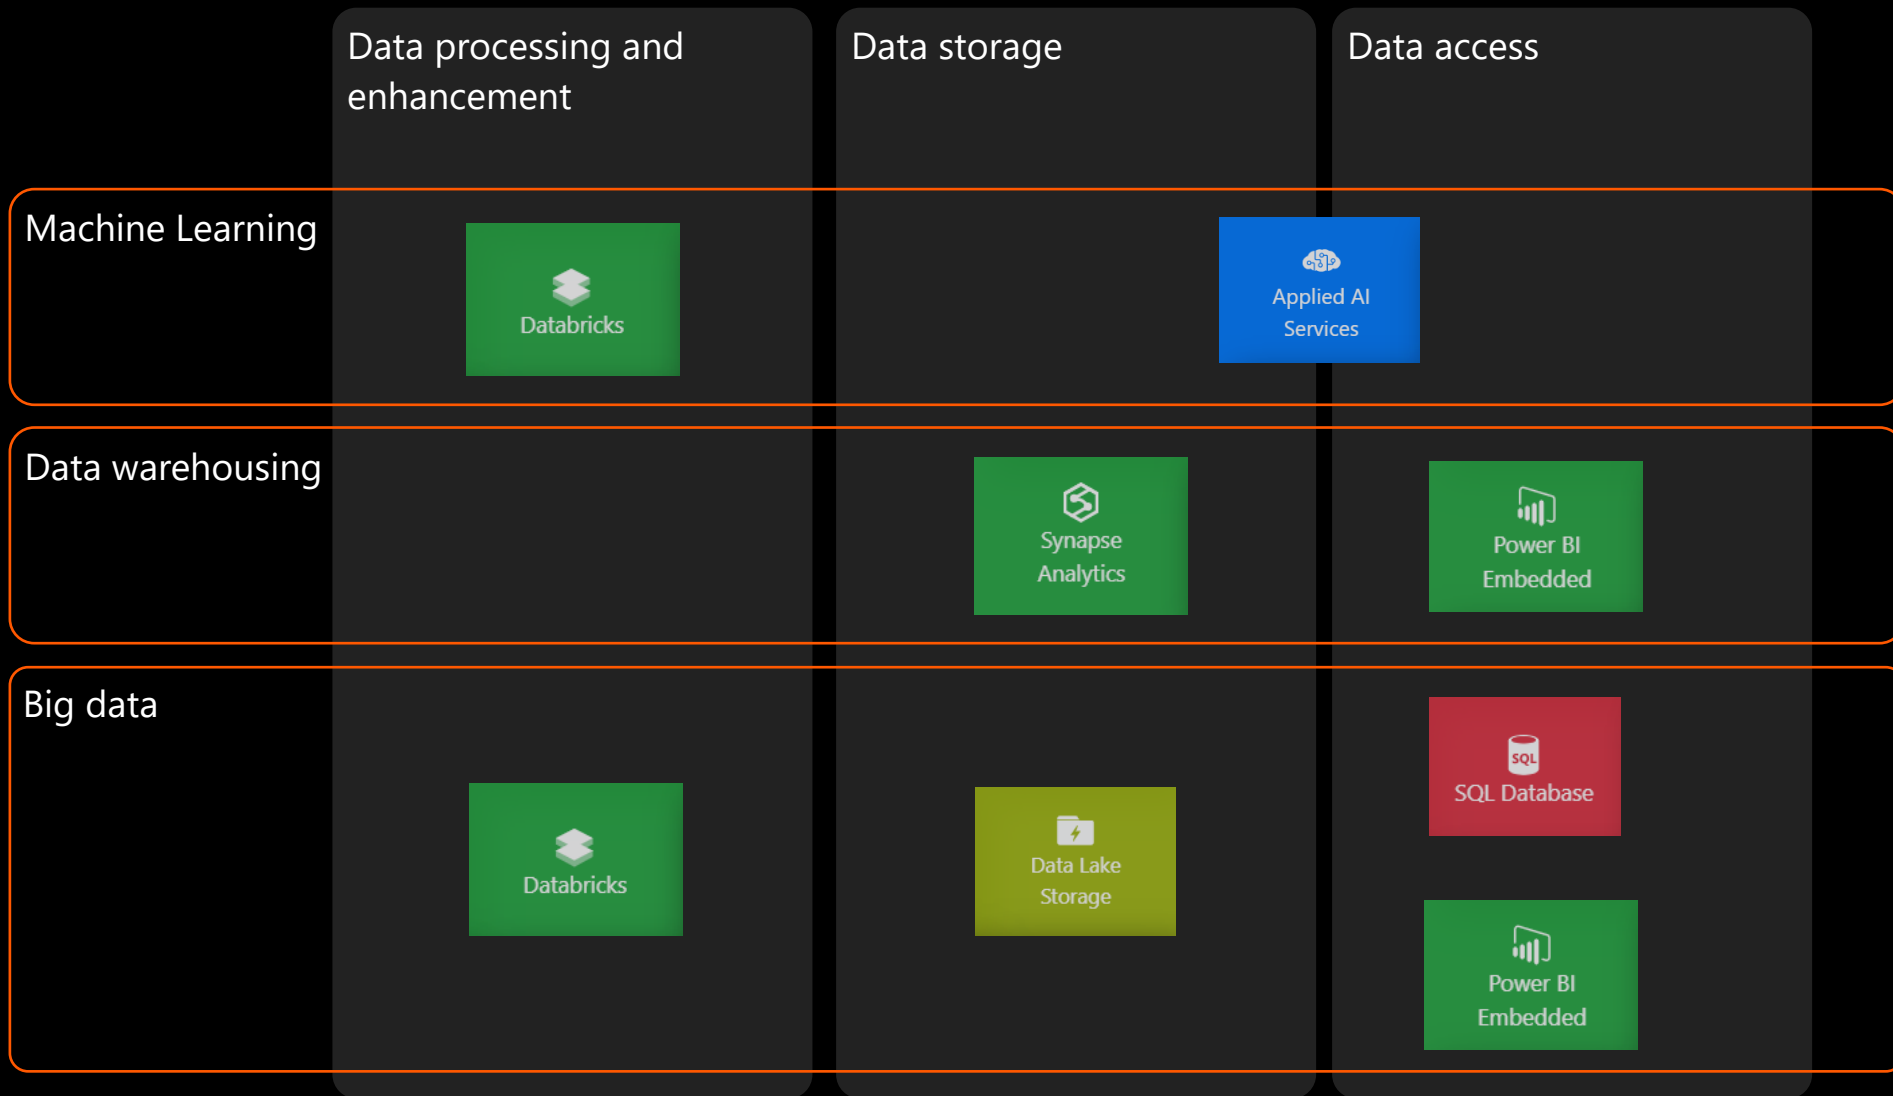 Data processing and
enhancement
Data storage
Data access
Machine Learning
Databricks
Applied AI
Services
Data warehousing
Synapse
Analytics
Power BI
Embedded
Big data
Databricks
Data Lake
Storage
SQL
SQL Database
Power BI
Embedded